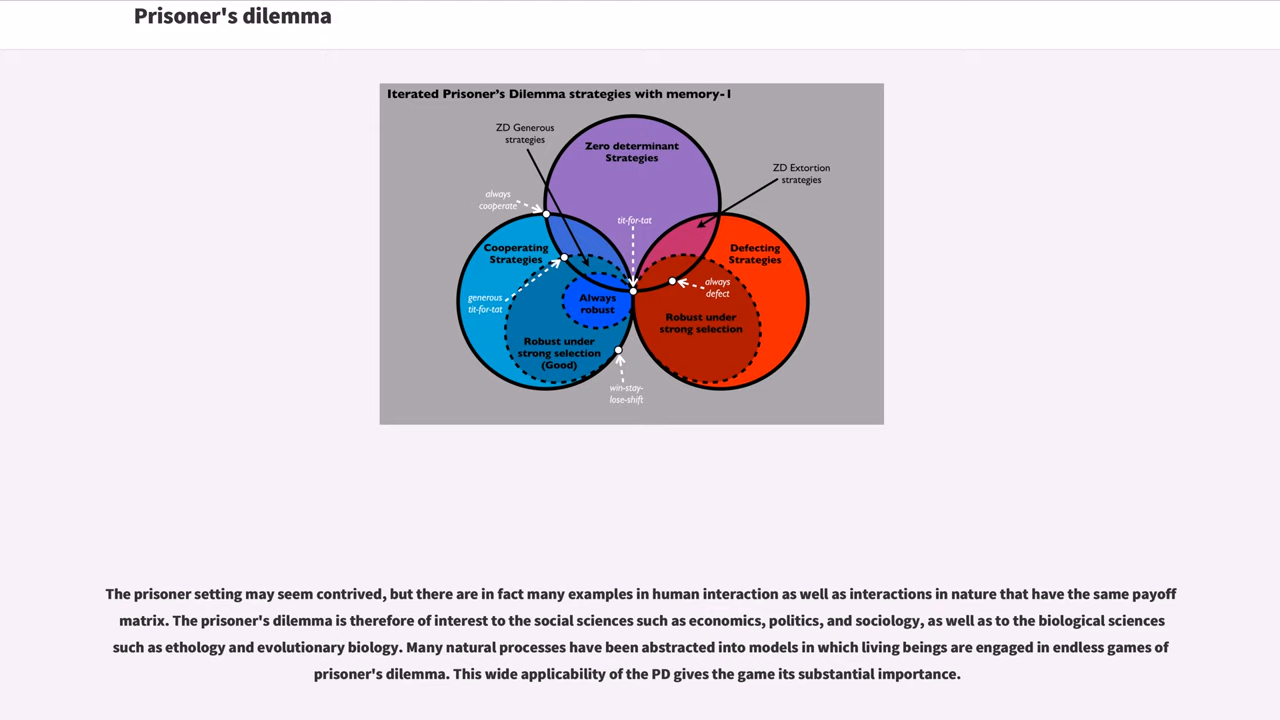 Prisoner's dilemma
Iterated Prisoner's Dilemma strategies with memory-1
ZD Generous
strategies
Zero determinant
Strategies
ZD Extortion
strategies
always
cooperate
tit-for-tat
Cooperating
Strategies
Defecting
Strategies
generous
tit-for-tat
Always
robust
always
defect
Robust under
strong selection
Robust under
strong selection
(Good)
win-stay-
lose-shift
The prisoner setting may seem contrived, but there are in fact many examples in human interaction as well as interactions in nature that have the same payoff
matrix. The prisoner's dilemma is therefore of interest to the social sciences such as economics, politics, and sociology, as well as to the biological sciences
such as ethology and evolutionary biology. Many natural processes have been abstracted into models in which living beings are engaged in endless games of
prisoner's dilemma. This wide applicability of the PD gives the game its substantial importance.